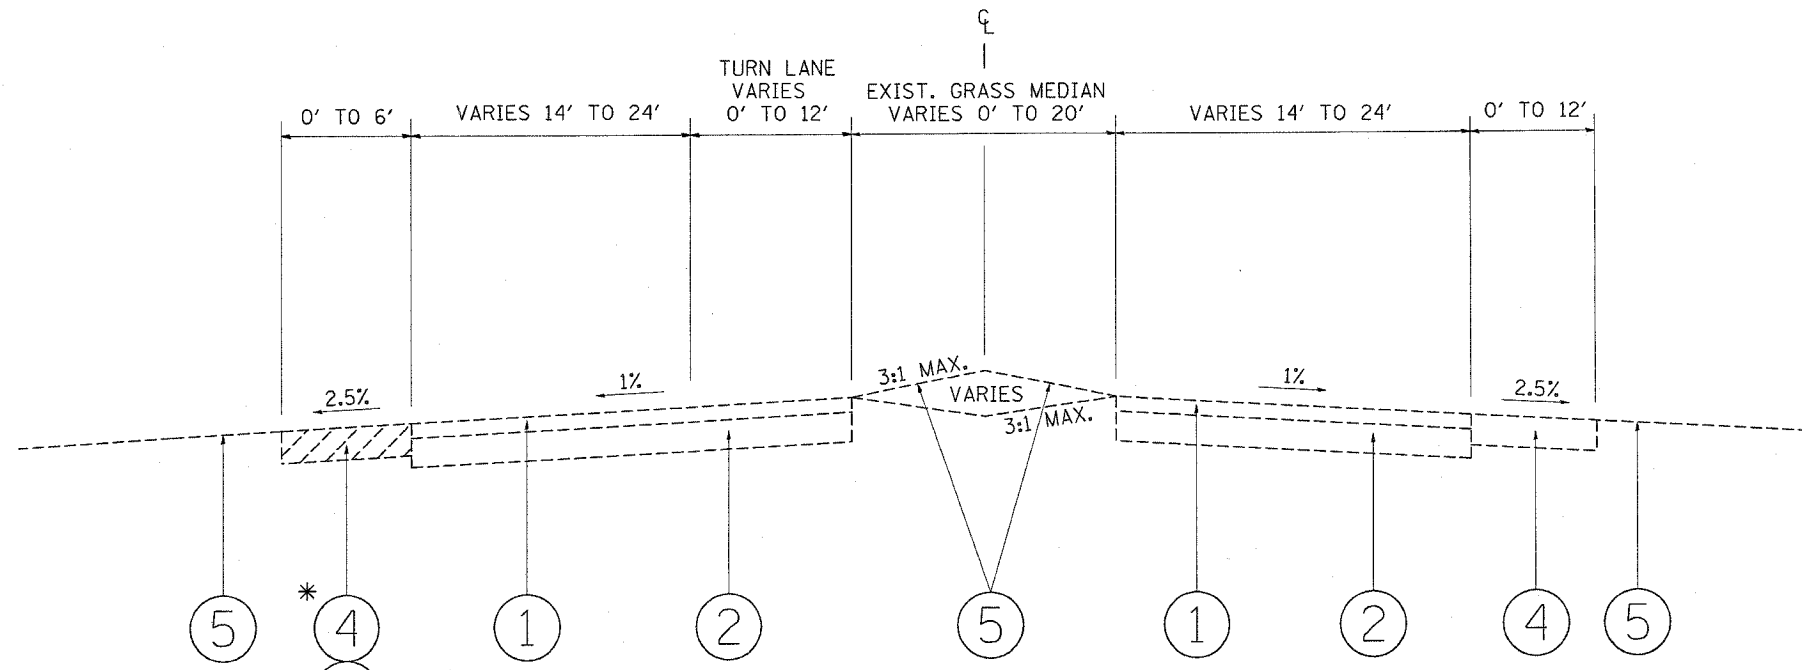 ℄
TURN LANE
VARIES
0' TO 12'
EXIST. GRASS MEDIAN
VARIES 0' TO 20'
0' TO 6'
VARIES 14' TO 24'
VARIES 14' TO 24'
0' TO 12'
2.5%
1%
3:1 MAX.
VARIES
3:1 MAX.
1%
2.5%
5
*
4
1
2
5
1
2
4
5